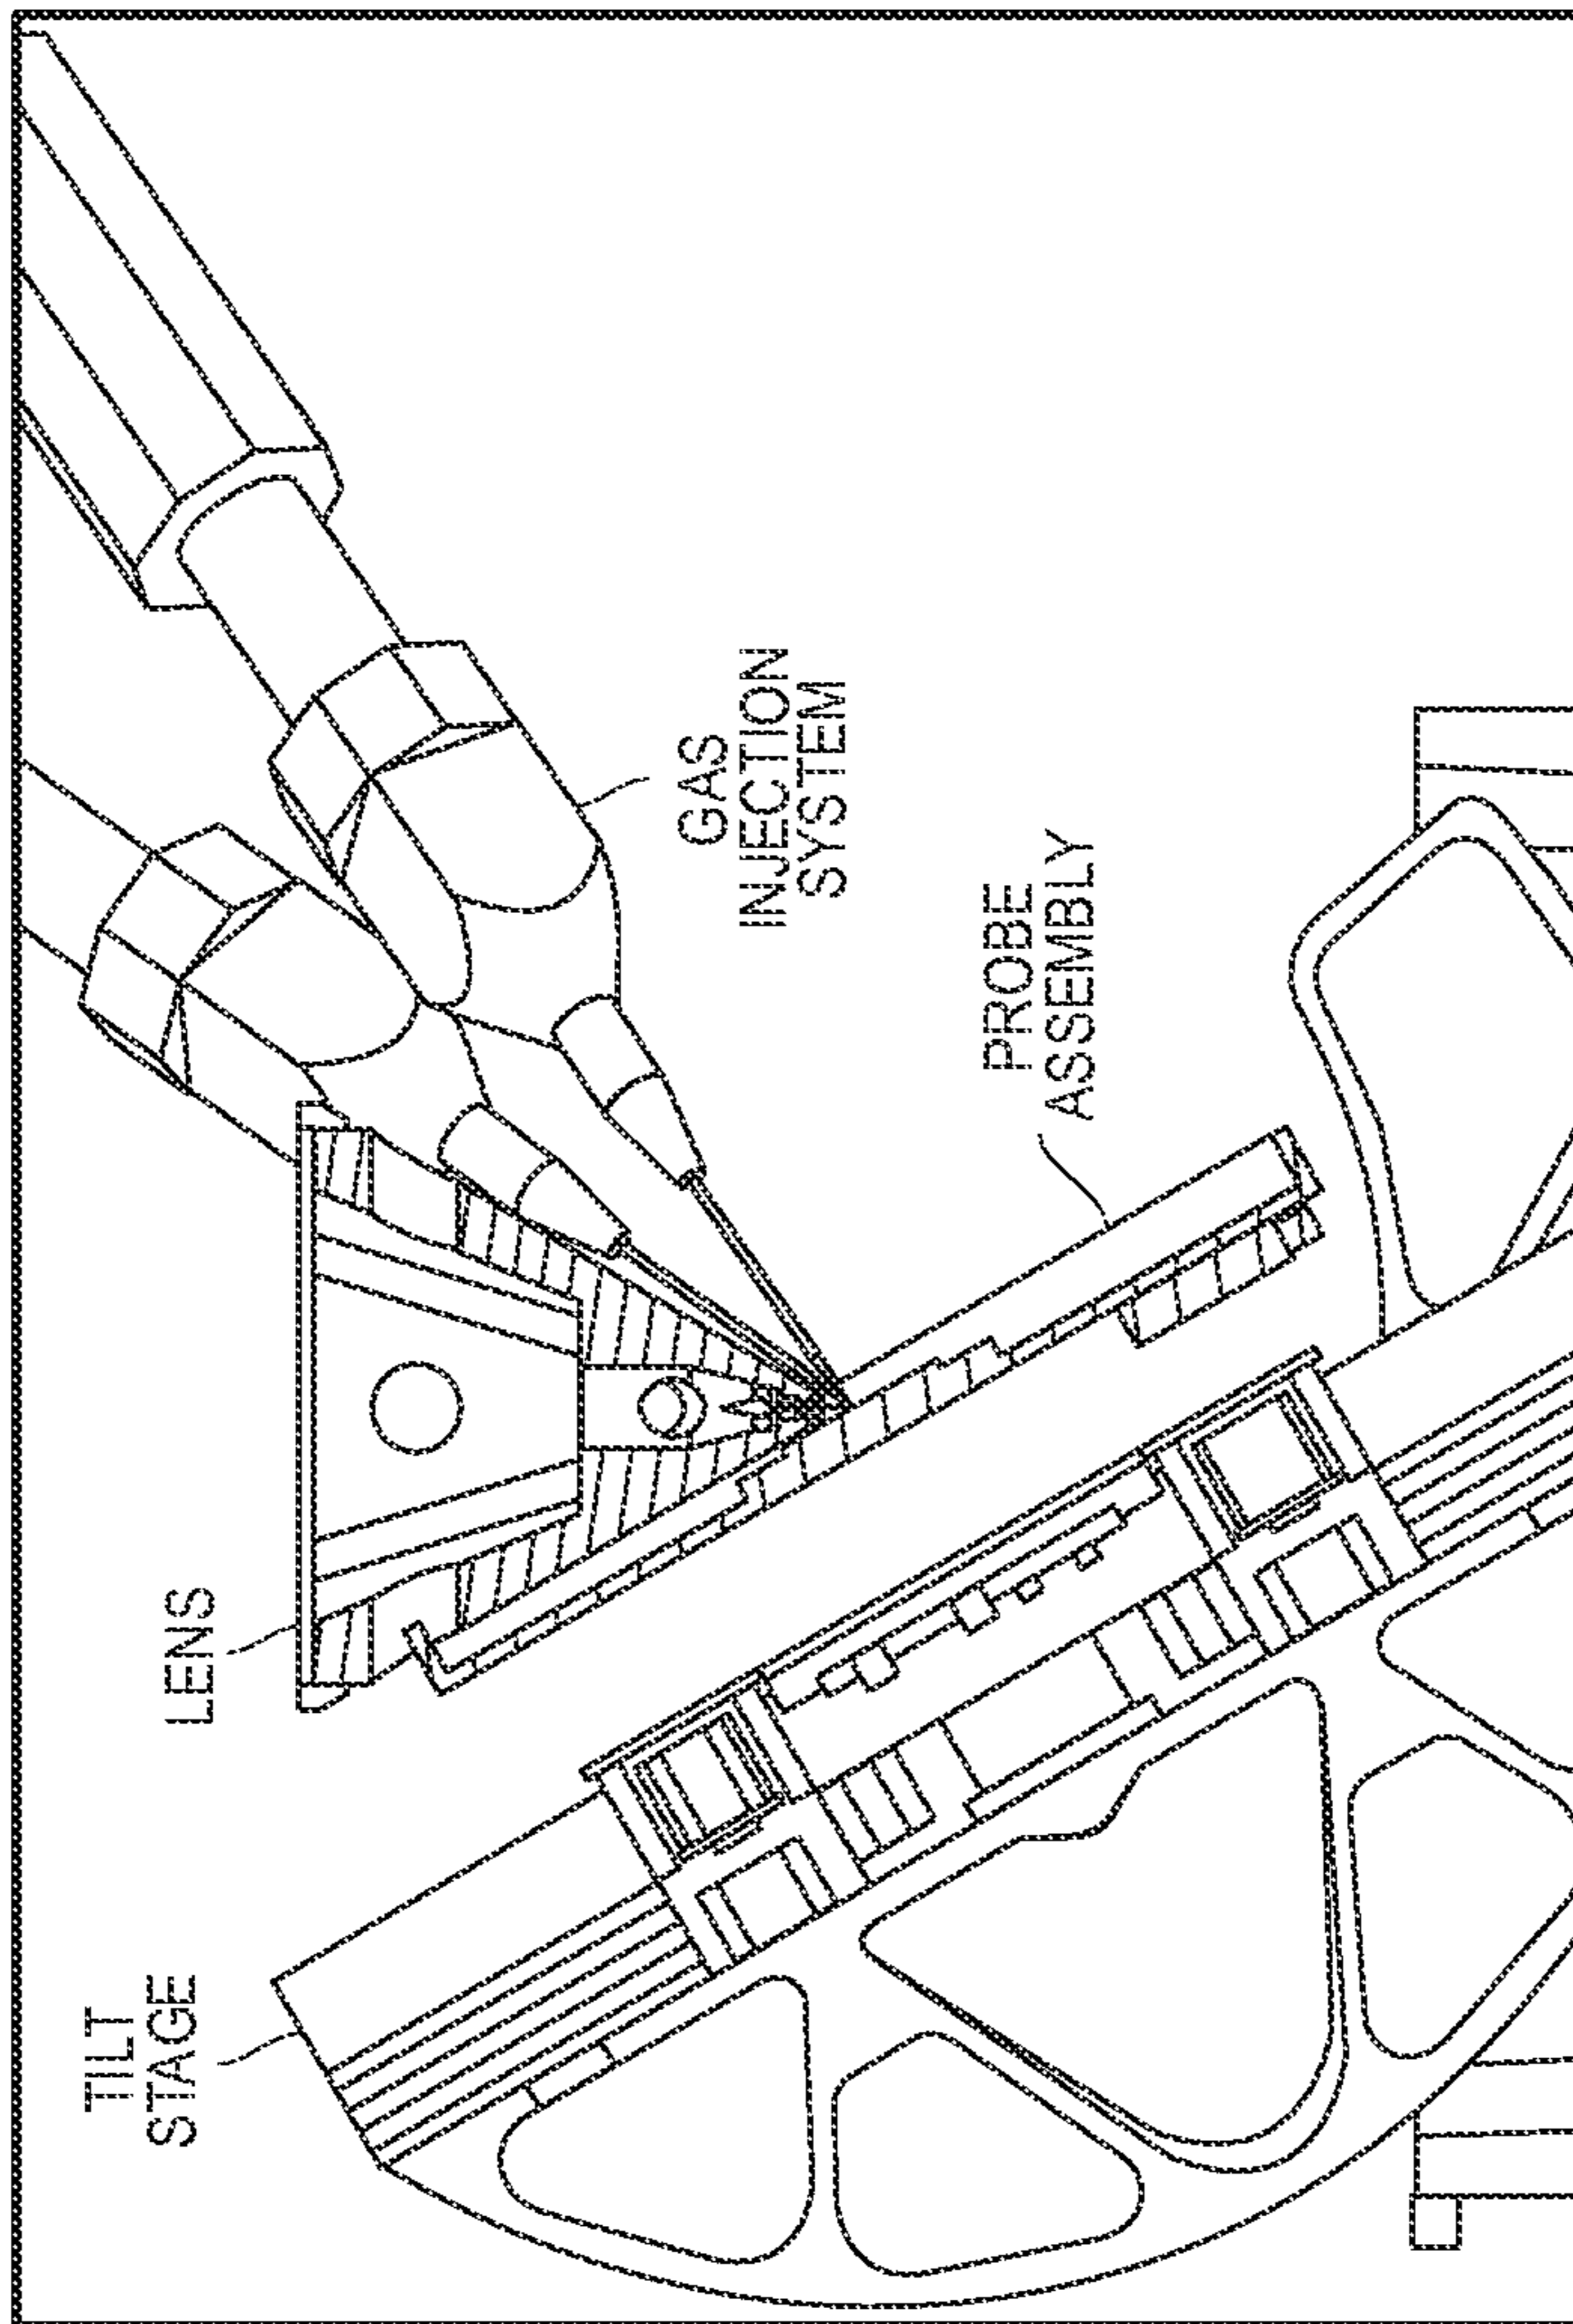 TILT
STAGE
LENS
GAS
INJECTION
SYSTEM
PROBE
ASSEMBLY